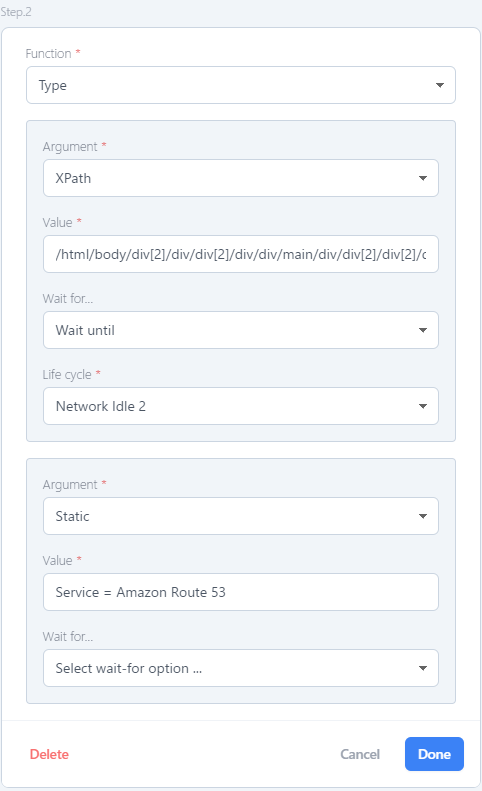 Step.2
Function *
Type
Argument *
XPath
Value *
/html/body/div[2]/div/div[2]/div/div/main/div/div[2]/div[2]/
Wait for...
Wait until
Life cycle *
Network Idle 2
Argument *
Static
Value *
Service = Amazon Route 53
Wait for...
Select wait-for option ...
Delete
Cancel
Done